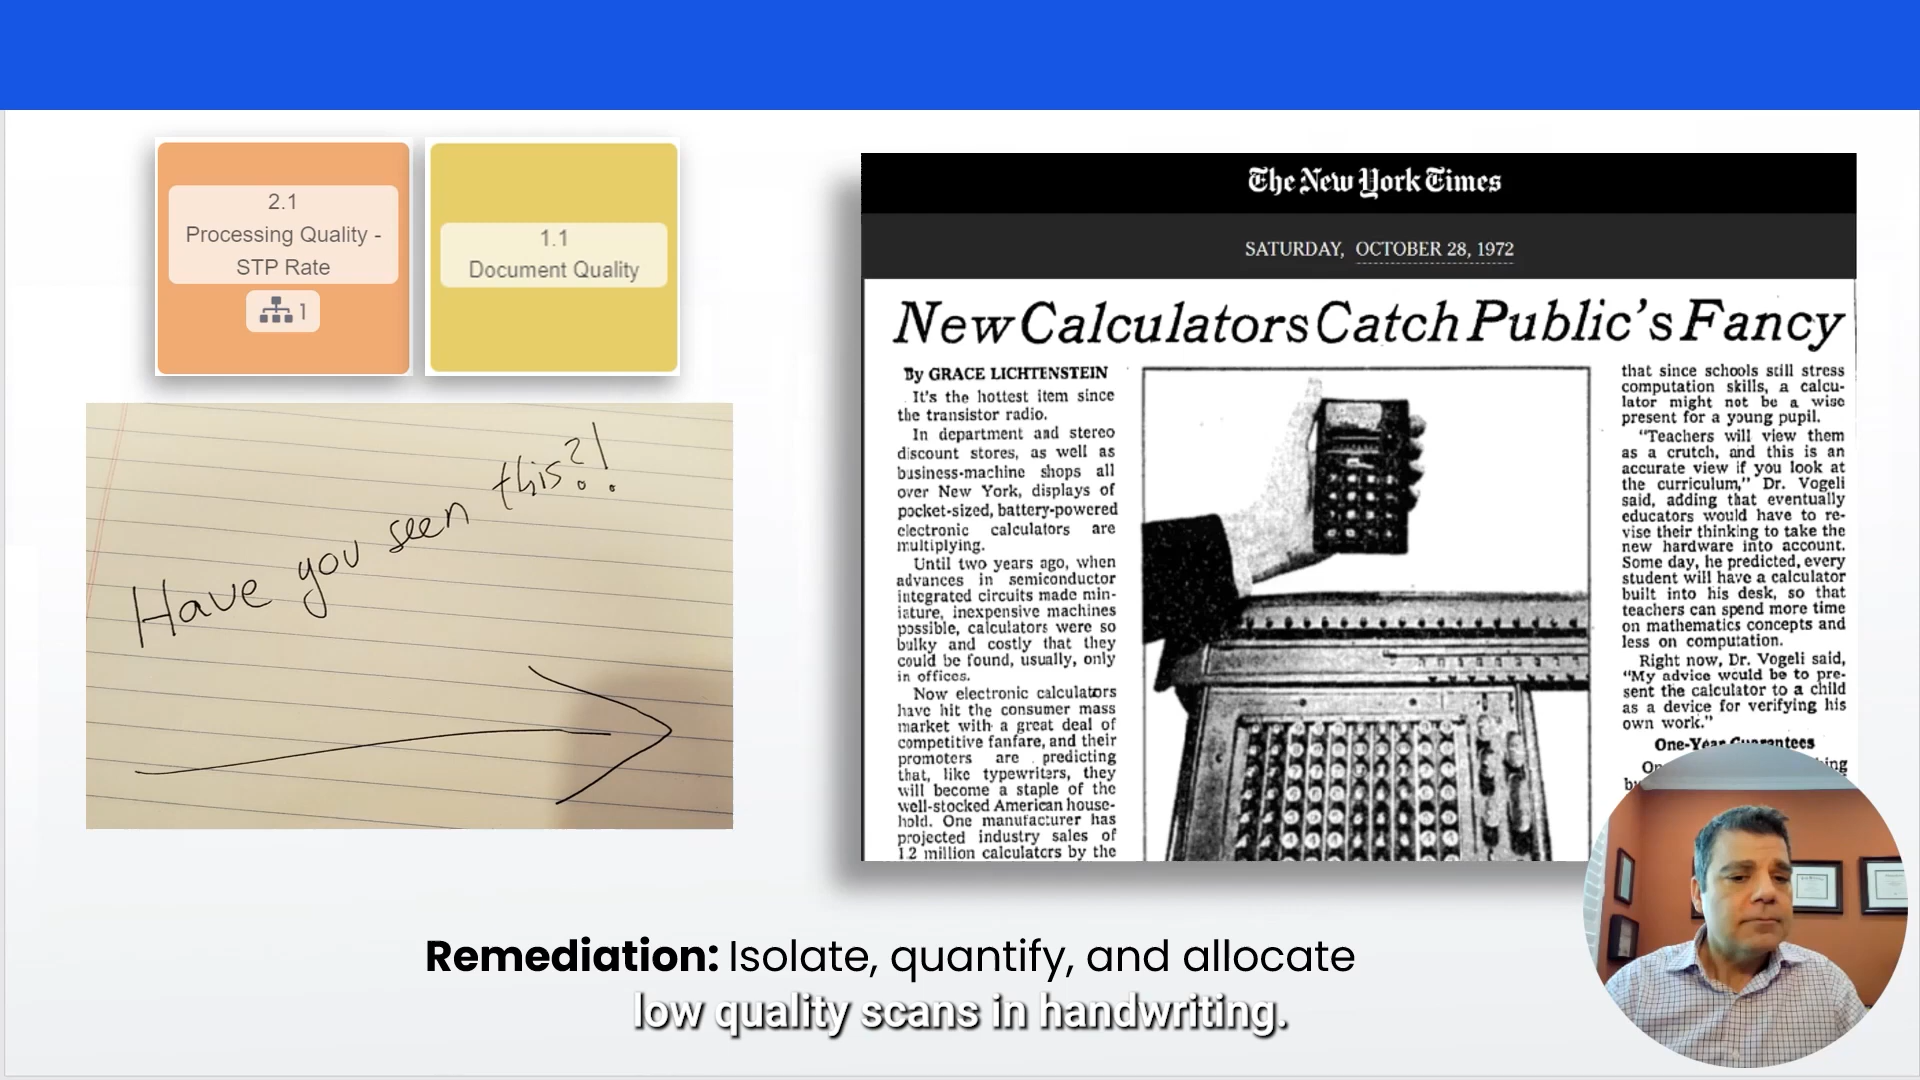 2.1
Processing Quality -
STP Rate
1
1.1
Document Quality
Have you seen this?!
The New York Times
SATURDAY, OCTOBER 28, 1972
New Calculators Catch Public's Fancy
By GRACE LICHTENSTEIN
It's the hottest item since
the transistor radio.
In department and stereo
discount stores, as well as
business-machine shops all
over New York, displays of
pocket-sized, battery-powered
electronic calculators are
multiplying.
Until two years ago, when
advances in semiconductor
integrated circuits made min-
iature, inexpensive machines
possible, calculators were so
bulky and costly that they
could be found, usually, only
in offices.
Now electronic calculators
have hit the consumer mass
market with a great deal of
competitive fanfare, and their
promoters are predicting
that, like typewriters, they
will become a staple of the
well-stocked American house-
hold. One manufacturer has
projected industry sales of
12 million calculators by the
that since schools still stress
computation skills, a calcu-
lator might not be a wise
present for a young pupil.
"Teachers will view them
as a crutch, and this is an
accurate view if you look at
the curriculum," Dr. Vogeli
said, adding that eventually
educators would have to re-
vise their thinking to take the
new hardware into account.
Some day, he predicted, every
student will have a calculator
built into his desk, so that
teachers can spend more time
on mathematics concepts and
less on computation.
Right now, Dr. Vogeli said,
"My advice would be to pre-
sent the calculator to a child
as a device for verifying his
own work."
One-Year Guarantees
Remediation: Isolate, quantify, and allocate
low quality scans in handwriting.